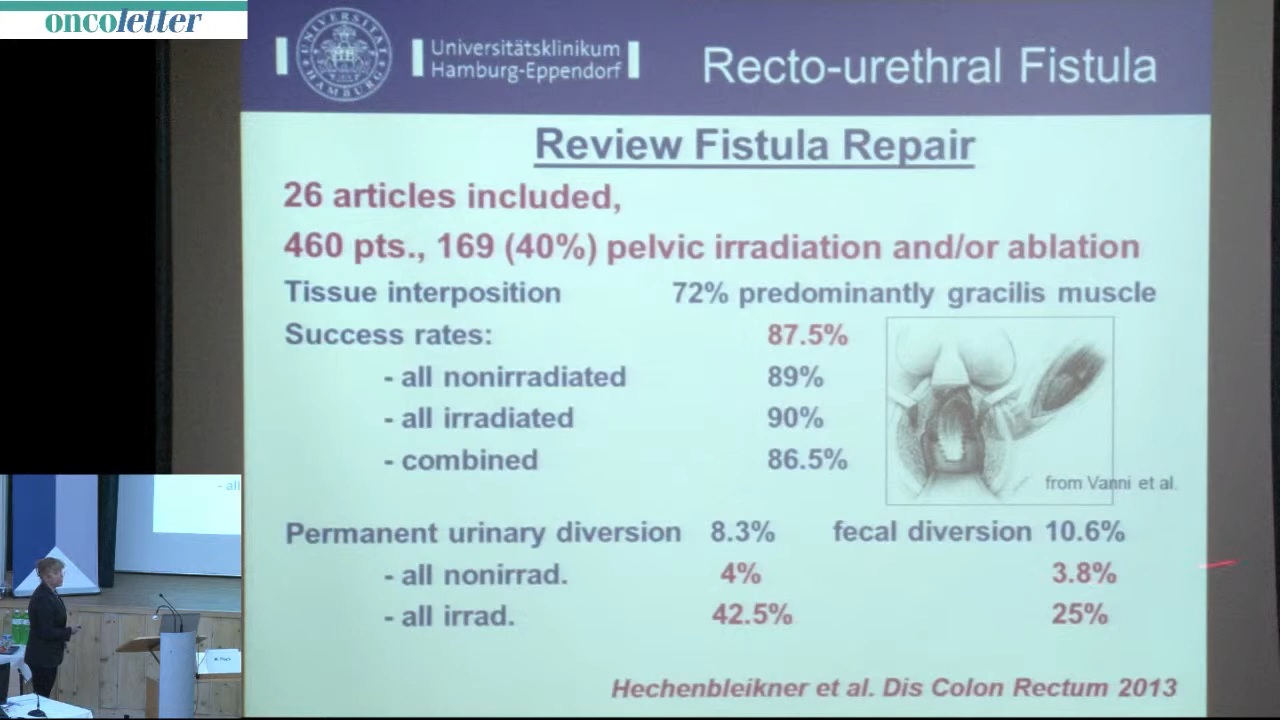 oncoletter
UNIVERSITÄT HAMBURG
Universitätsklinikum
Hamburg-Eppendorf
Recto-urethral Fistula
Review Fistula Repair
26 articles included,
460 pts., 169 (40%) pelvic irradiation and/or ablation
Tissue interposition 72% predominantly gracilis muscle
Success rates: 87.5%
- all nonirradiated 89%
- all irradiated 90%
- combined 86.5%
from Vanni et al.
Permanent urinary diversion 8.3% fecal diversion 10.6%
- all nonirrad. 4% 3.8%
- all irrad. 42.5% 25%
Hechenbleikner et al. Dis Colon Rectum 2013
- all